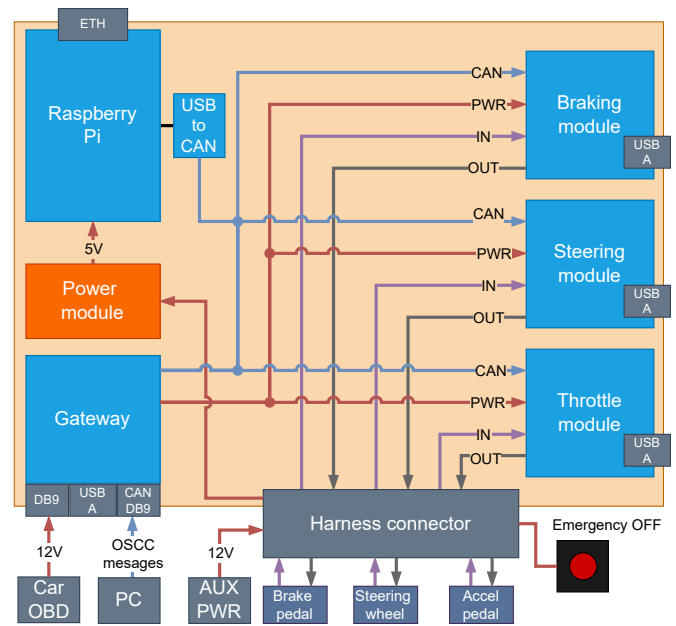 ETH
Raspberry
Pi
USB
to
CAN
CAN
PWR
IN
OUT
Braking
module
USB
A
CAN
PWR
IN
OUT
Steering
module
USB
A
5V
Power
module
Gateway
CAN
PWR
IN
OUT
Throttle
module
USB
A
DB9
USB
A
CAN
DB9
Harness connector
Emergency OFF
12V
OSCC
mesages
12V
Car
OBD
PC
AUX
PWR
Brake
pedal
Steering
wheel
Accel
pedal